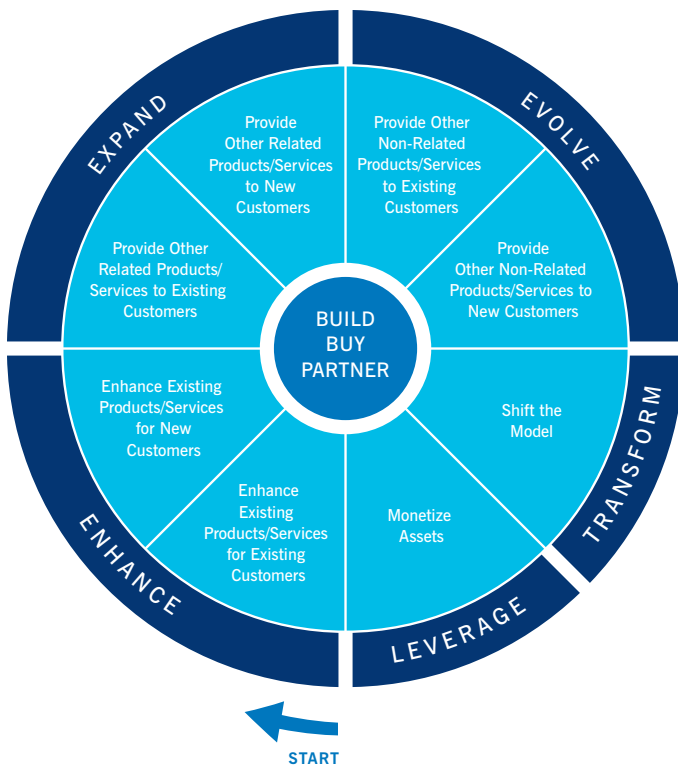 EXPAND
EVOLVE
Provide
Other Related
Products/Services
to New
Customers
Provide Other
Non-Related
Products/Services
to Existing
Customers
Provide Other
Related Products/
Services to Existing
Customers
Provide
Other Non-Related
Products/Services to
New Customers
BUILD
BUY
PARTNER
Enhance Existing
Products/Services
for New
Customers
Shift the
Model
Enhance
Existing
Products/Services
for Existing
Customers
Monetize
Assets
TRANSFORM
ENHANCE
LEVERAGE
START